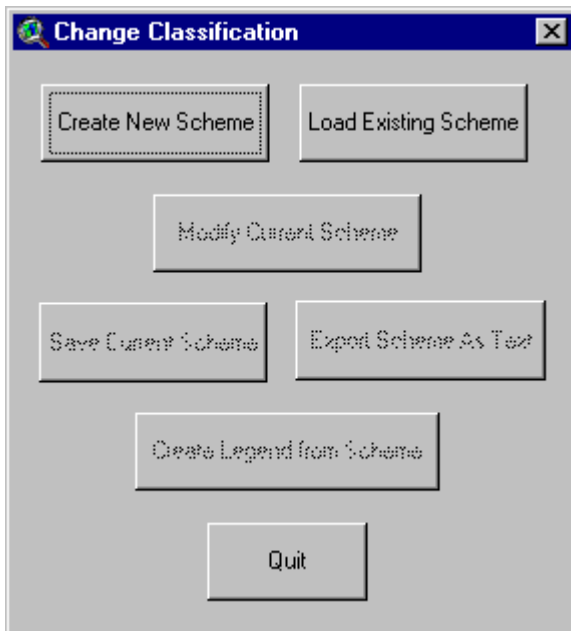 Change Classification
Create New Scheme
Load Existing Scheme
Modify Current Scheme
Save Current Scheme
Export Scheme As Text
Create Legend from Scheme
Quit